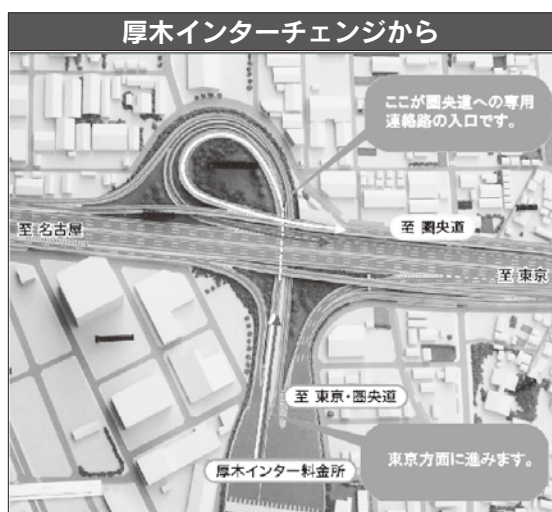 厚木インターチェンジから
ここが圏央道への専用
連絡路の入口です。
至 名古屋
至 圏央道
至 東京
至 東京・圏央道
東京方面に進みます。
厚木インター料金所